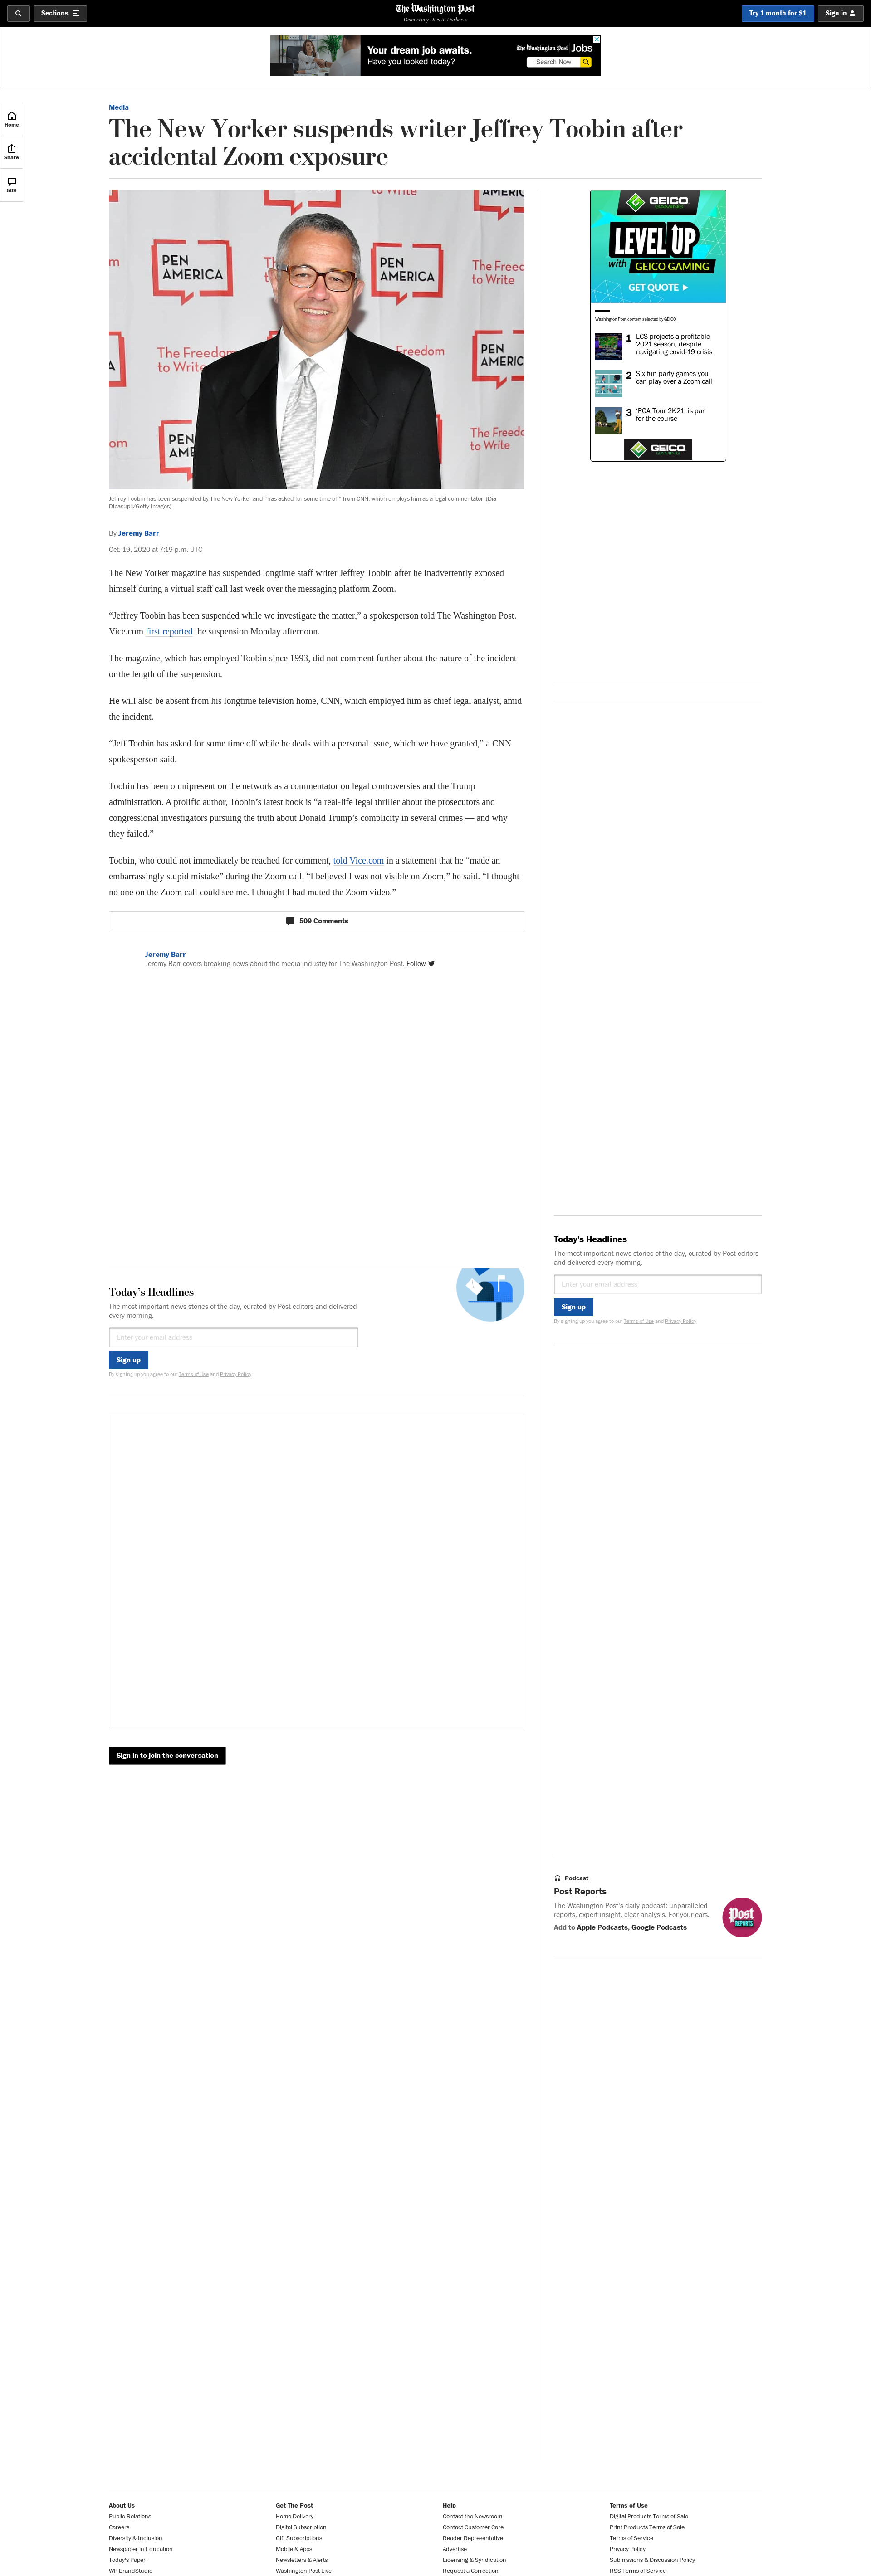 Sections
The Washington Post
Democracy Dies in Darkness
Try 1 month for $1
Sign in
Your dream job awaits.
Have you looked today?
The Washington Post Jobs
Search Now
Home
Share
509
Media
The New Yorker suspends writer Jeffrey Toobin after
accidental Zoom exposure
PEN
AMERICA
PEN
AMERICA
The Freedom
to Write
Freedom
to Write
Jeffrey Toobin has been suspended by The New Yorker and "has asked for some time off" from CNN, which employs him as a legal commentator. (Dia
Dipasupil/Getty Images)
By Jeremy Barr
Oct. 19, 2020 at 7:19 p.m. UTC
The New Yorker magazine has suspended longtime staff writer Jeffrey Toobin after he inadvertently exposed
himself during a virtual staff call last week over the messaging platform Zoom.
“Jeffrey Toobin has been suspended while we investigate the matter,” a spokesperson told The Washington Post.
Vice.com first reported the suspension Monday afternoon.
The magazine, which has employed Toobin since 1993, did not comment further about the nature of the incident
or the length of the suspension.
He will also be absent from his longtime television home, CNN, which employed him as chief legal analyst, amid
the incident.
“Jeff Toobin has asked for some time off while he deals with a personal issue, which we have granted,” a CNN
spokesperson said.
Toobin has been omnipresent on the network as a commentator on legal controversies and the Trump
administration. A prolific author, Toobin’s latest book is “a real-life legal thriller about the prosecutors and
congressional investigators pursuing the truth about Donald Trump’s complicity in several crimes — and why
they failed.”
Toobin, who could not immediately be reached for comment, told Vice.com in a statement that he “made an
embarrassingly stupid mistake” during the Zoom call. “I believed I was not visible on Zoom,” he said. “I thought
no one on the Zoom call could see me. I thought I had muted the Zoom video.”
509 Comments
Jeremy Barr
Jeremy Barr covers breaking news about the media industry for The Washington Post. Follow
Today’s Headlines
The most important news stories of the day, curated by Post editors and delivered
every morning.
Enter your email address
Sign up
By signing up you agree to our Terms of Use and Privacy Policy
Sign in to join the conversation
GEICO
GAMING
LEVEL UP
with GEICO GAMING
GET QUOTE
Washington Post content selected by GEICO
1 LCS projects a profitable
2021 season, despite
navigating covid-19 crisis
2 Six fun party games you
can play over a Zoom call
3 ‘PGA Tour 2K21’ is par
for the course
GEICO
GAMING
Today’s Headlines
The most important news stories of the day, curated by Post editors
and delivered every morning.
Enter your email address
Sign up
By signing up you agree to our Terms of Use and Privacy Policy
Podcast
Post Reports
The Washington Post’s daily podcast: unparalleled
reports, expert insight, clear analysis. For your ears.
Add to Apple Podcasts, Google Podcasts
Post
REPORTS
About Us
Public Relations
Careers
Diversity & Inclusion
Newspaper in Education
Today’s Paper
WP BrandStudio
Get The Post
Home Delivery
Digital Subscription
Gift Subscriptions
Mobile & Apps
Newsletters & Alerts
Washington Post Live
Help
Contact the Newsroom
Contact Customer Care
Reader Representative
Advertise
Licensing & Syndication
Request a Correction
Terms of Use
Digital Products Terms of Sale
Print Products Terms of Sale
Terms of Service
Privacy Policy
Submissions & Discussion Policy
RSS Terms of Service